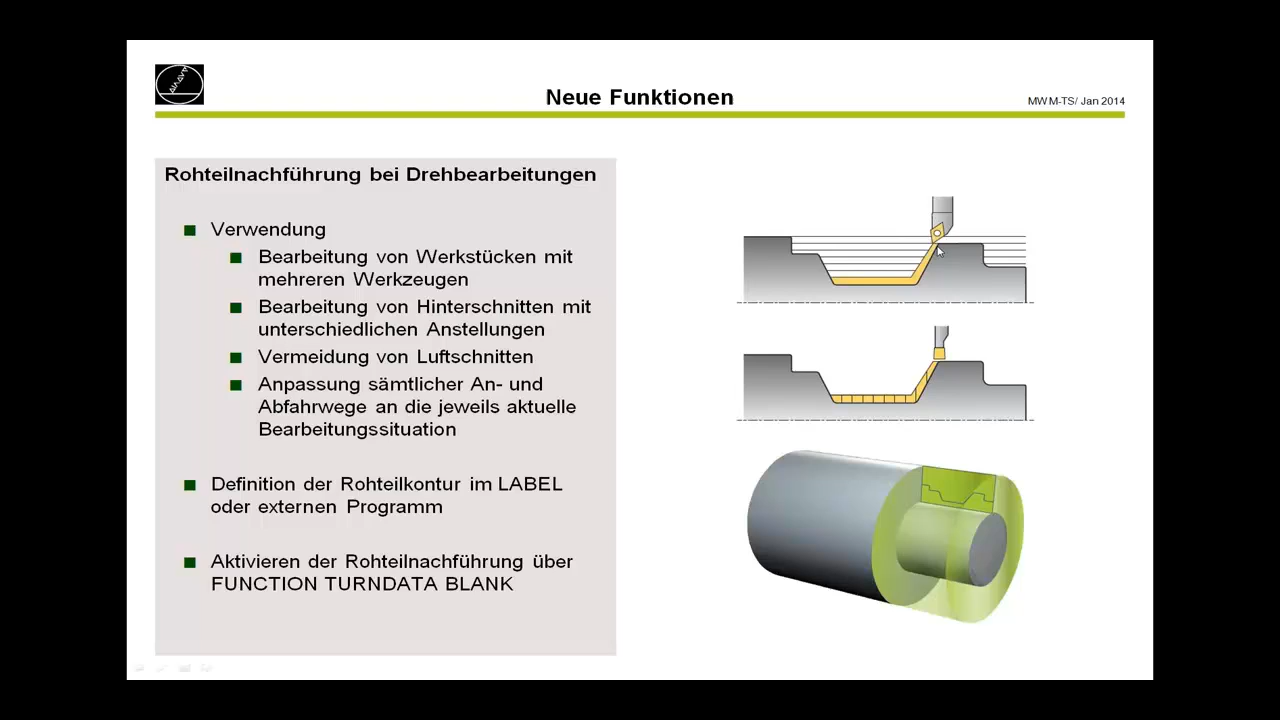 Neue Funktionen
MWM-TS/ Jan 2014
Rohteilnachführung bei Drehbearbeitungen
Verwendung
Bearbeitung von Werkstücken mit
mehreren Werkzeugen
Bearbeitung von Hinterschnitten mit
unterschiedlichen Anstellungen
Vermeidung von Luftschnitten
Anpassung sämtlicher An- und
Abfahrwege an die jeweils aktuelle
Bearbeitungssituation
Definition der Rohteilkontur im LABEL
oder externen Programm
Aktivieren der Rohteilnachführung über
FUNCTION TURNDATA BLANK